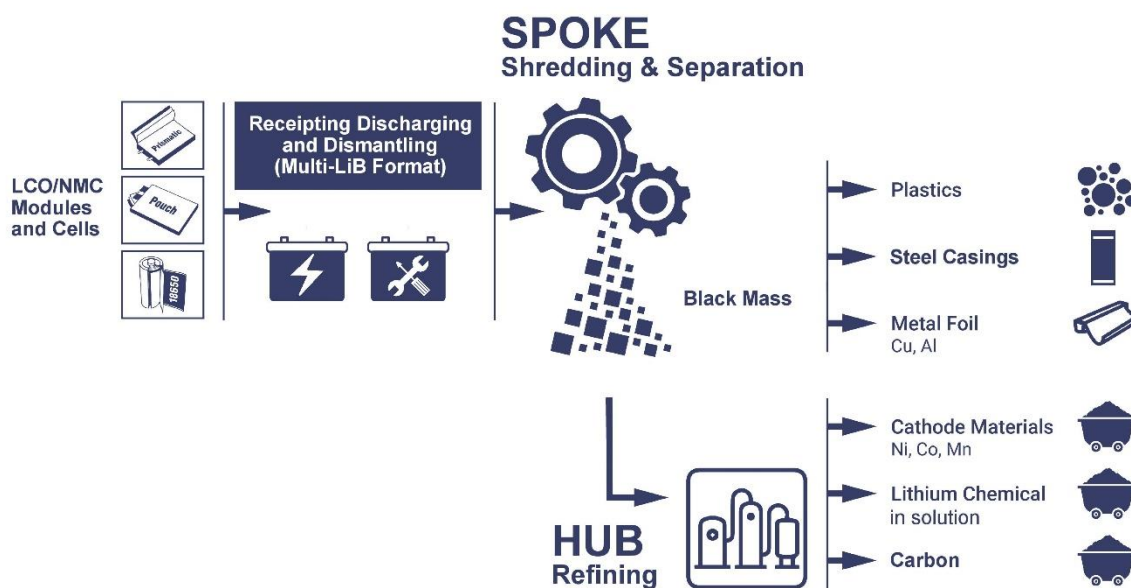 SPOKE
Shredding & Separation
Prismatic
Pouch
18650
LCO/NMC
Modules
and Cells
Receipting Discharging
and Dismantling
(Multi-LiB Format)
Black Mass
Plastics
Steel Casings
Metal Foil
Cu, Al
HUB
Refining
Cathode Materials
Ni, Co, Mn
Lithium Chemical
in solution
Carbon